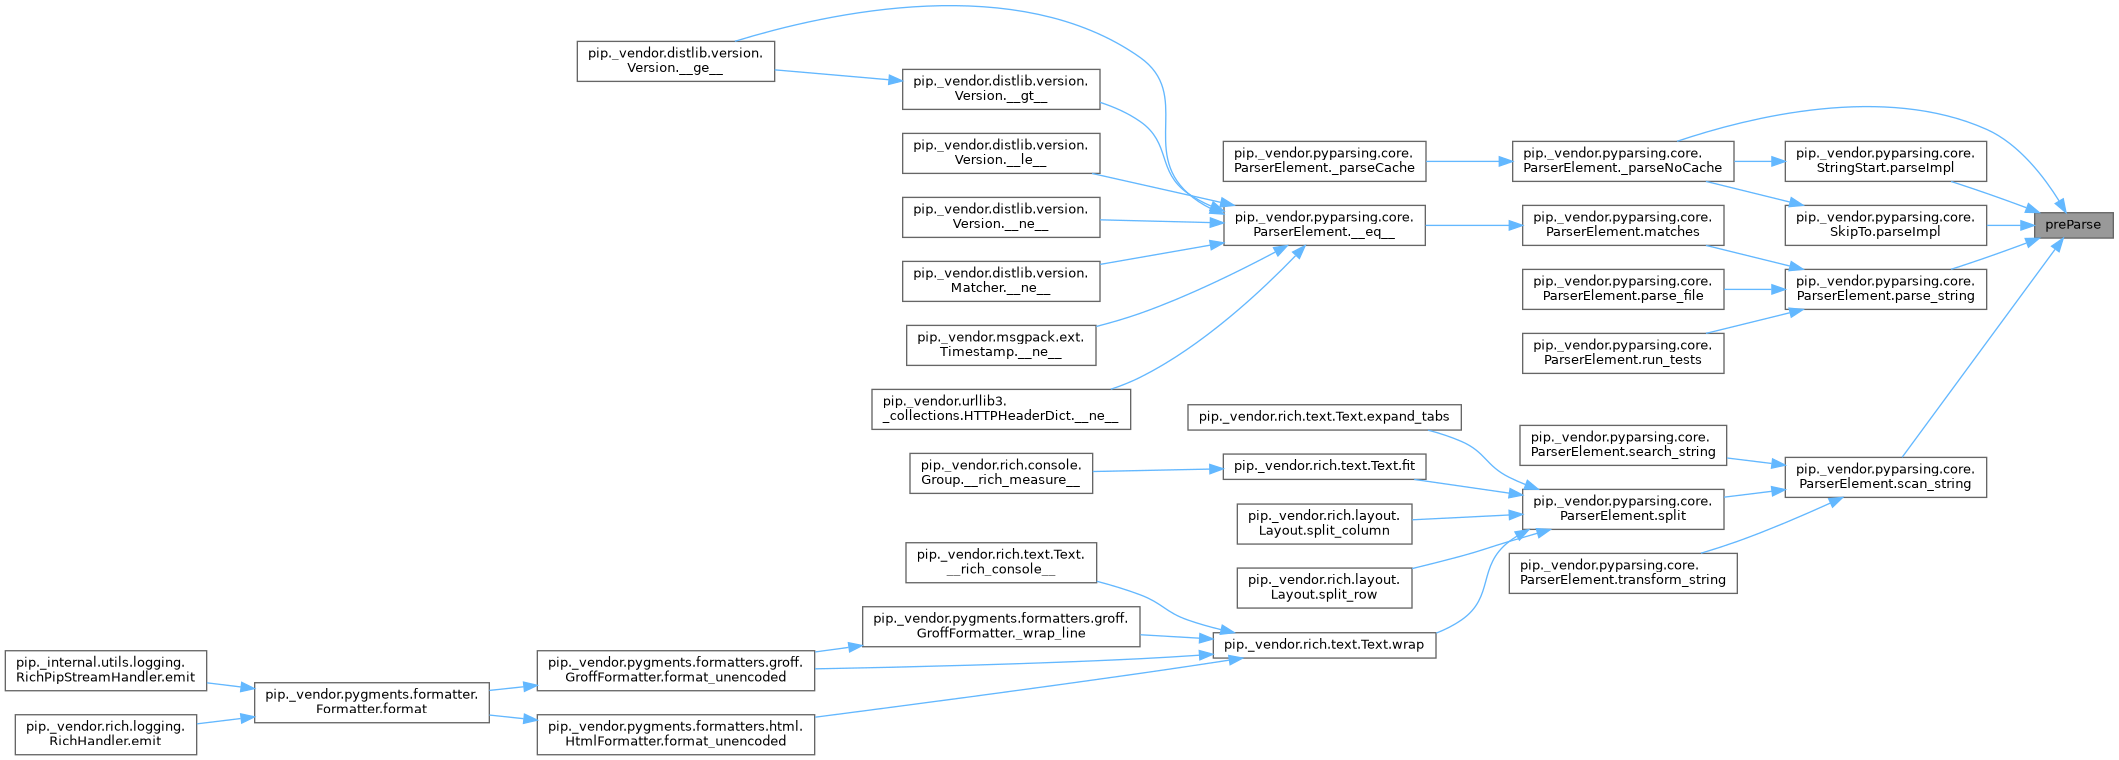 pip._vendor.distlib.version.
Version.__ge__
pip._vendor.distlib.version.
Version.__gt__
pip._vendor.distlib.version.
Version.__le__
pip._vendor.distlib.version.
Version.__ne__
pip._vendor.distlib.version.
Matcher.__ne__
pip._vendor.msgpack.ext.
Timestamp.__ne__
pip._vendor.urllib3.
_collections.HTTPHeaderDict.__ne__
pip._vendor.pyparsing.core.
ParserElement._parseCache
pip._vendor.pyparsing.core.
ParserElement.__eq__
pip._vendor.pyparsing.core.
ParserElement._parseNoCache
pip._vendor.pyparsing.core.
ParserElement.matches
pip._vendor.pyparsing.core.
ParserElement.parse_file
pip._vendor.pyparsing.core.
ParserElement.run_tests
pip._vendor.pyparsing.core.
StringStart.parseImpl
pip._vendor.pyparsing.core.
SkipTo.parseImpl
pip._vendor.pyparsing.core.
ParserElement.parse_string
preParse
pip._vendor.rich.text.Text.expand_tabs
pip._vendor.rich.console.
Group.__rich_measure__
pip._vendor.rich.text.Text.fit
pip._vendor.rich.layout.
Layout.split_column
pip._vendor.rich.layout.
Layout.split_row
pip._vendor.pyparsing.core.
ParserElement.search_string
pip._vendor.pyparsing.core.
ParserElement.split
pip._vendor.pyparsing.core.
ParserElement.transform_string
pip._vendor.pyparsing.core.
ParserElement.scan_string
pip._vendor.rich.text.Text.
__rich_console__
pip._vendor.pygments.formatters.groff.
GroffFormatter._wrap_line
pip._vendor.rich.text.Text.wrap
pip._internal.utils.logging.
RichPipStreamHandler.emit
pip._vendor.rich.logging.
RichHandler.emit
pip._vendor.pygments.formatter.
Formatter.format
pip._vendor.pygments.formatters.groff.
GroffFormatter.format_unencoded
pip._vendor.pygments.formatters.html.
HtmlFormatter.format_unencoded